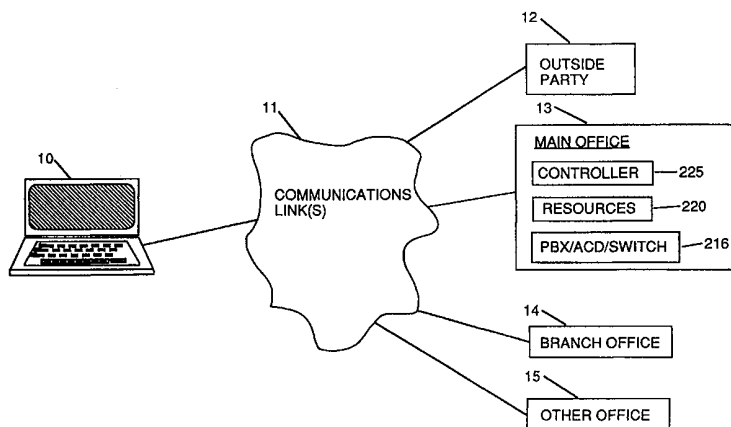 12
OUTSIDE
PARTY
11
13
10
MAIN OFFICE
CONTROLLER
225
COMMUNICATIONS
LINK(S)
RESOURCES
220
PBX/ACD/SWITCH
216
14
BRANCH OFFICE
15
OTHER OFFICE